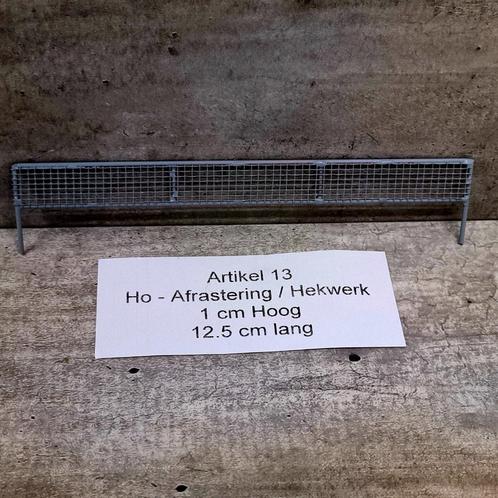 Artikel 13
Ho - Afrastering / Hekwerk
1 cm Hoog
12.5 cm lang